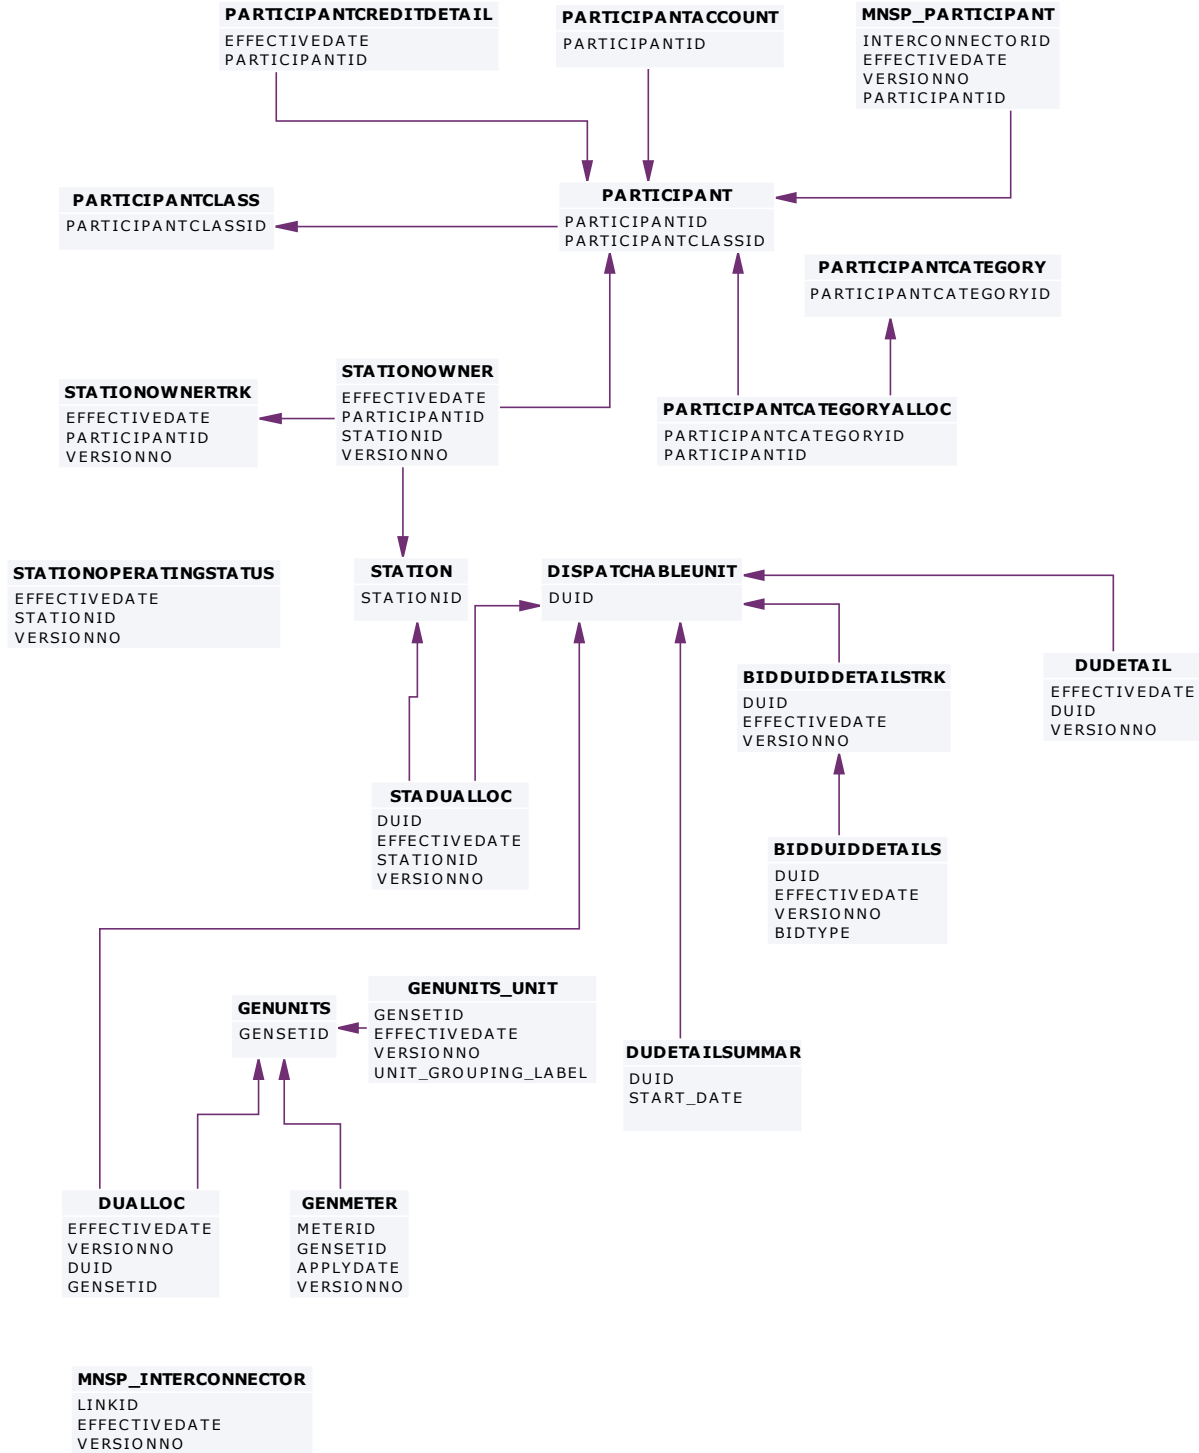 PARTICIPANTCREDITDETAIL
EFFECTIVEDATE
PARTICIPANTID
PARTICIPANTACCOUNT
PARTICIPANTID
MNSP_PARTICIPANT
INTERCONNECTORID
EFFECTIVEDATE
VERSIONNO
PARTICIPANTID
PARTICIPANTCLASS
PARTICIPANTCLASSID
PARTICIPANT
PARTICIPANTID
PARTICIPANTCLASSID
PARTICIPANTCATEGORY
PARTICIPANTCATEGORYID
STATIONOWNERTRK
EFFECTIVEDATE
PARTICIPANTID
VERSIONNO
STATIONOWNER
EFFECTIVEDATE
PARTICIPANTID
STATIONID
VERSIONNO
PARTICIPANTCATEGORYALLOC
PARTICIPANTCATEGORYID
PARTICIPANTID
STATIONOPERATINGSTATUS
EFFECTIVEDATE
STATIONID
VERSIONNO
STATION
STATIONID
DISPATCHABLEUNIT
DUID
BIDDUIDDETAILSTRK
DUID
EFFECTIVEDATE
VERSIONNO
DUDETAIL
EFFECTIVEDATE
DUID
VERSIONNO
STADUALLOC
DUID
EFFECTIVEDATE
STATIONID
VERSIONNO
BIDDUIDDETAILS
DUID
EFFECTIVEDATE
VERSIONNO
BIDTYPE
GENUNITS
GENSETID
GENUNITS_UNIT
GENSETID
EFFECTIVEDATE
VERSIONNO
UNIT_GROUPING_LABEL
DUDETAILSUMMAR
DUID
START_DATE
DUALLOC
EFFECTIVEDATE
VERSIONNO
DUID
GENSETID
GENMETER
METERID
GENSETID
APPLYDATE
VERSIONNO
MNSP_INTERCONNECTOR
LINKID
EFFECTIVEDATE
VERSIONNO